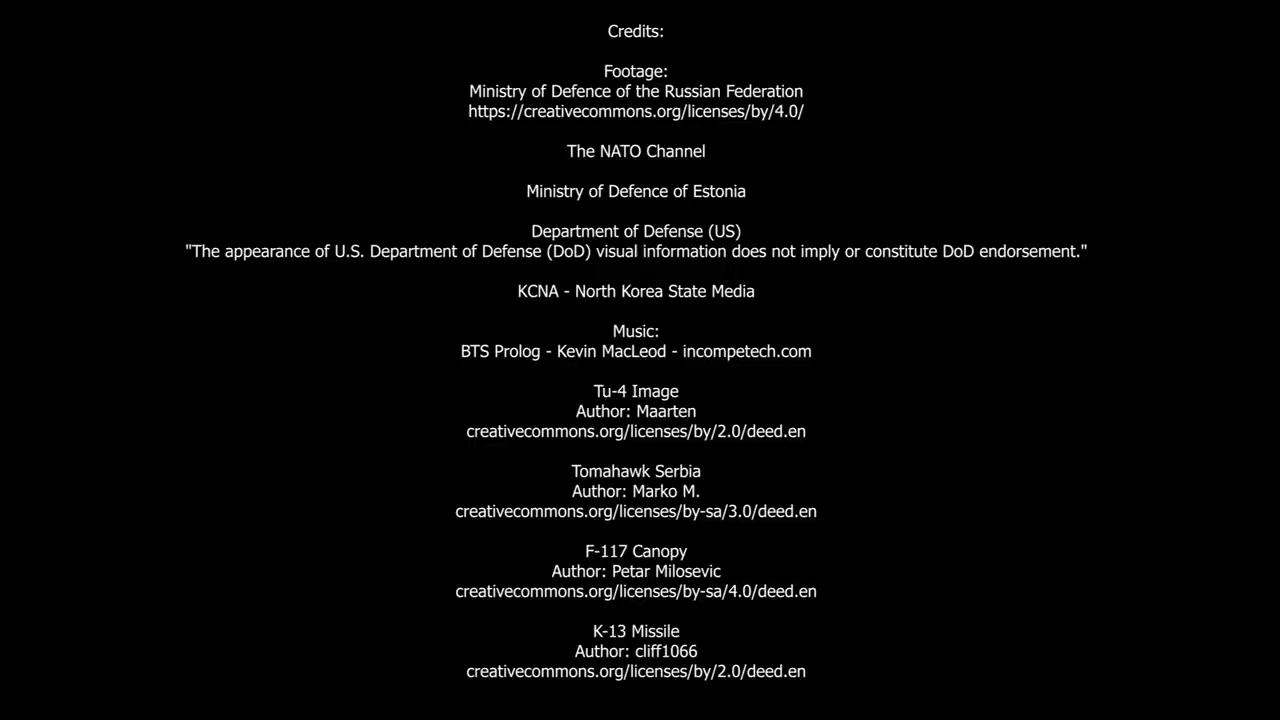 Credits:
Footage:
Ministry of Defence of the Russian Federation
https://creativecommons.org/licenses/by/4.0/
The NATO Channel
Ministry of Defence of Estonia
Department of Defense (US)
"The appearance of U.S. Department of Defense (DoD) visual information does not imply or constitute DoD endorsement."
KCNA - North Korea State Media
Music:
BTS Prolog - Kevin MacLeod - incompetech.com
Tu-4 Image
Author: Maarten
creativecommons.org/licenses/by/2.0/deed.en
Tomahawk Serbia
Author: Marko M.
creativecommons.org/licenses/by-sa/3.0/deed.en
F-117 Canopy
Author: Petar Milosevic
creativecommons.org/licenses/by-sa/4.0/deed.en
K-13 Missile
Author: cliff1066
creativecommons.org/licenses/by/2.0/deed.en